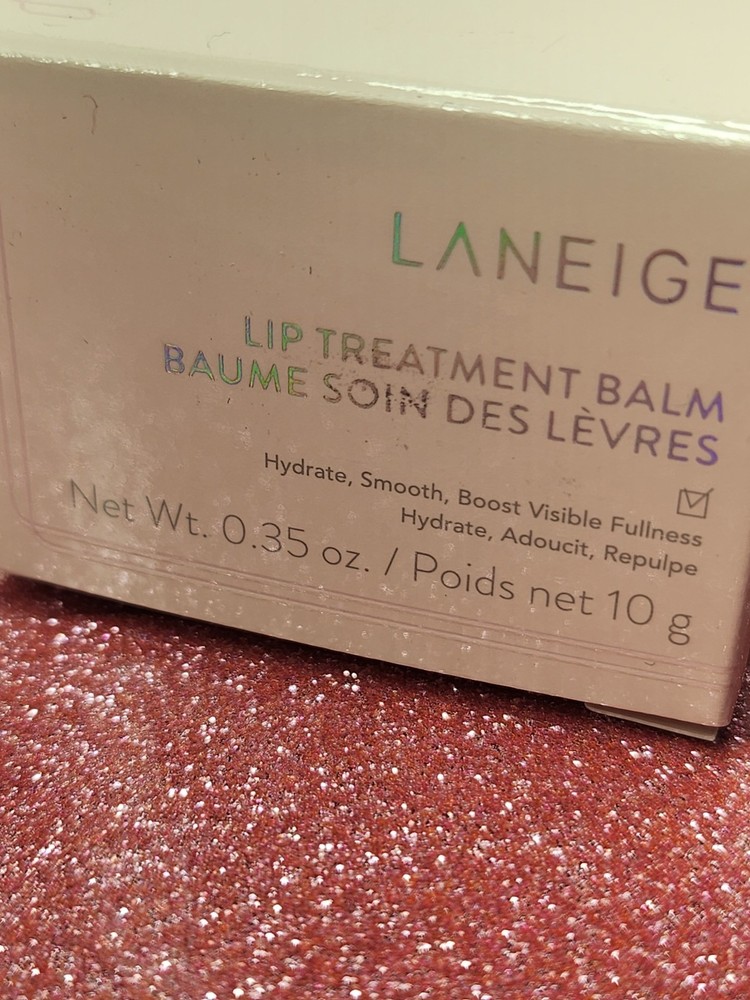 LANEIGE
LIP TREATMENT BALM
BAUME SOIN DES LÈVRES
Hydrate, Smooth, Boost Visible Fullness
Hydrate, Adoucit, Repulpe
Net Wt. 0.35 oz. / Poids net 10 g